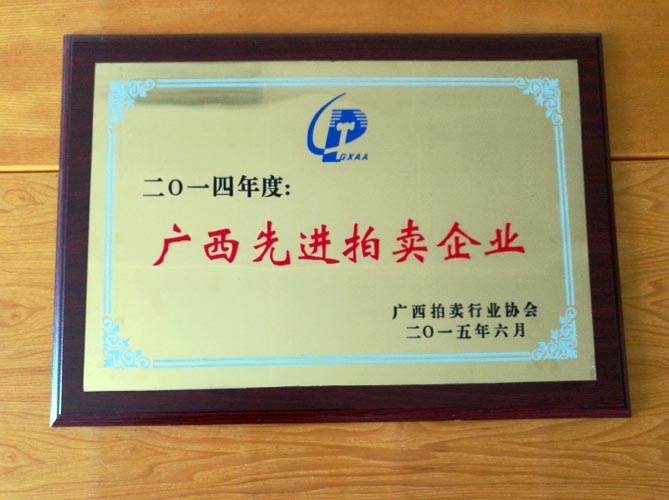 GXAA
二〇一四年度:
广西先进拍卖企业
广西拍卖行业协会
二〇一五年六月